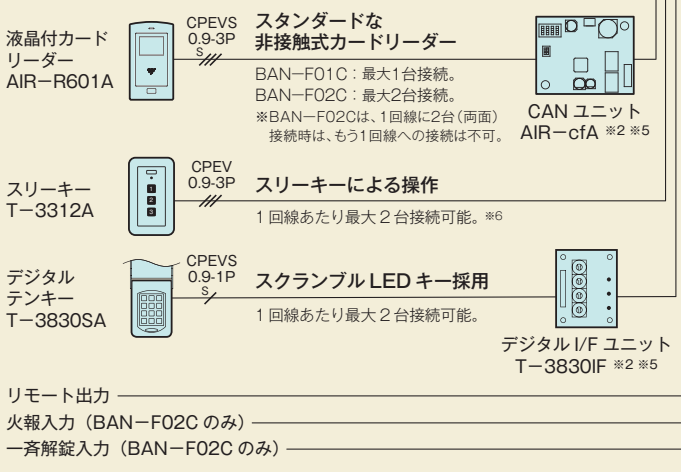 液晶付カード
リーダー
AIR−R601A
CPEVS
0.9-3P
S
スタンダードな
非接触式カードリーダー
BAN−F01C：最大1台接続。
BAN−F02C：最大2台接続。
※BAN−F02Cは、1回線に2台（両面）
接続時は、もう1回線への接続は不可。
CAN ユニット
AIR−cfA ※2 ※5
スリーキー
T−3312A
1
2
3
CPEV
0.9-3P
スリーキーによる操作
1 回線あたり最大 2 台接続可能。※6
デジタル
テンキー
T−3830SA
CPEVS
0.9-1P
S
スクランブル LED キー採用
1 回線あたり最大 2 台接続可能。
デジタル I/F ユニット
T−3830IF ※2 ※5
リモート出力
火報入力（BAN−F02C のみ）
一斉解錠入力（BAN−F02C のみ）